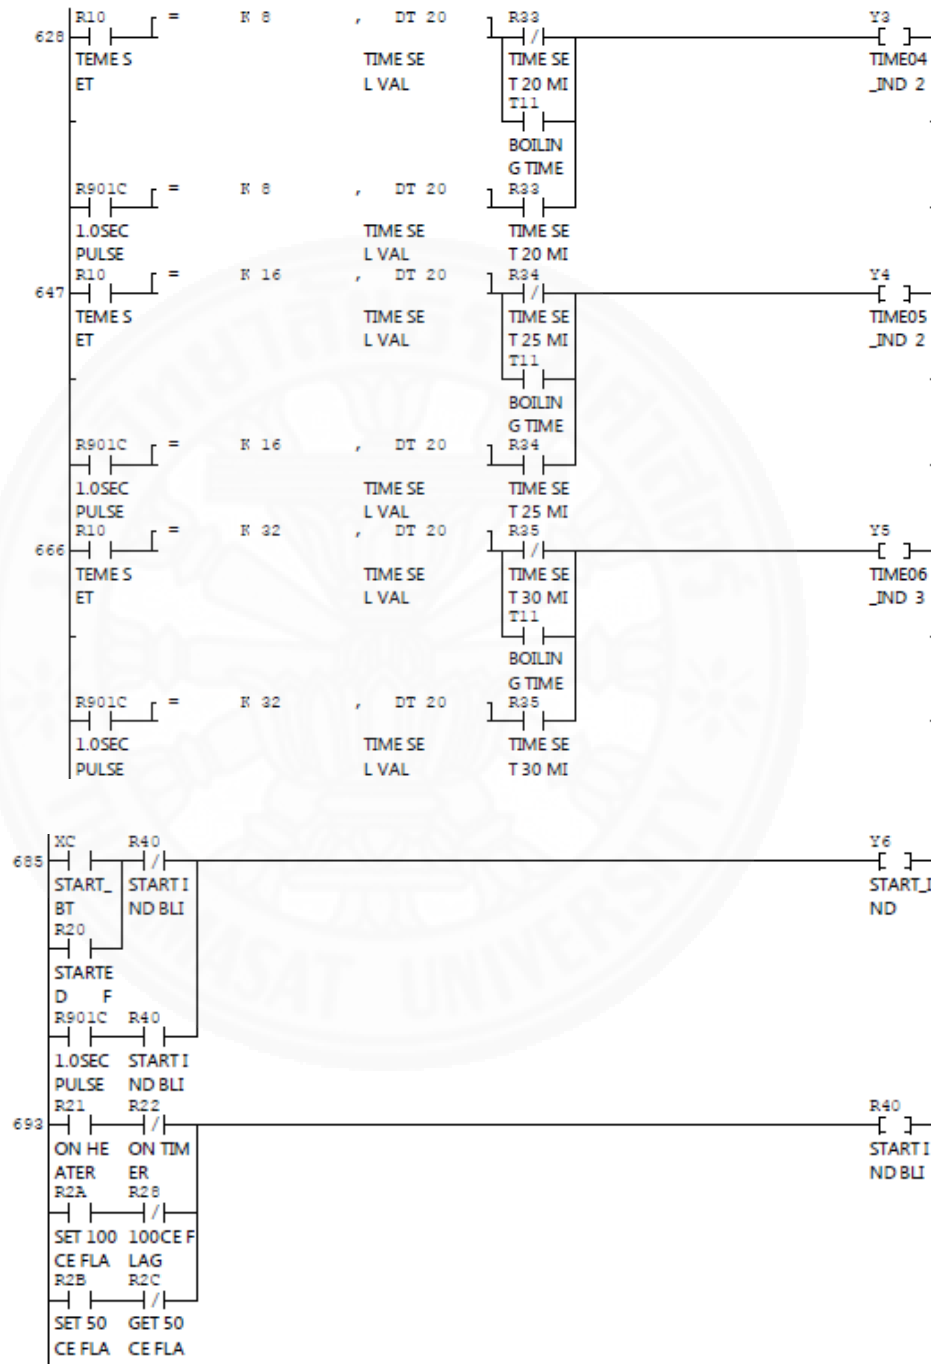 R10 = K 8 , DT 20 R33 Y3
628
TEME S TIME SE TIME SE TIME04
ET L VAL T 20 MI _IND 2
T11
BOILIN
G TIME
R901C = K 8 , DT 20 R33
1.0SEC TIME SE TIME SE
PULSE L VAL T 20 MI
R10 = K 16 , DT 20 R34 Y4
647
TEME S TIME SE TIME SE TIME05
ET L VAL T 25 MI _IND 2
T11
BOILIN
G TIME
R901C = K 16 , DT 20 R34
1.0SEC TIME SE TIME SE
PULSE L VAL T 25 MI
R10 = K 32 , DT 20 R35 Y5
666
TEME S TIME SE TIME SE TIME06
ET L VAL T 30 MI _IND 3
T11
BOILIN
G TIME
R901C = K 32 , DT 20 R35
1.0SEC TIME SE TIME SE
PULSE L VAL T 30 MI
XC R40 Y6
685
START_ START I START_I
BT ND BLI ND
R20
STARTE
D F
R901C R40
1.0SEC START I
PULSE ND BLI
R21 R22 R40
693
ON HE ON TIM START I
ATER ER ND BLI
R2A R28
SET 100 100CE F
CE FLA LAG
R2B R2C
SET 50 GET 50
CE FLA CE FLA
THAMMASAT UNIVERSITY